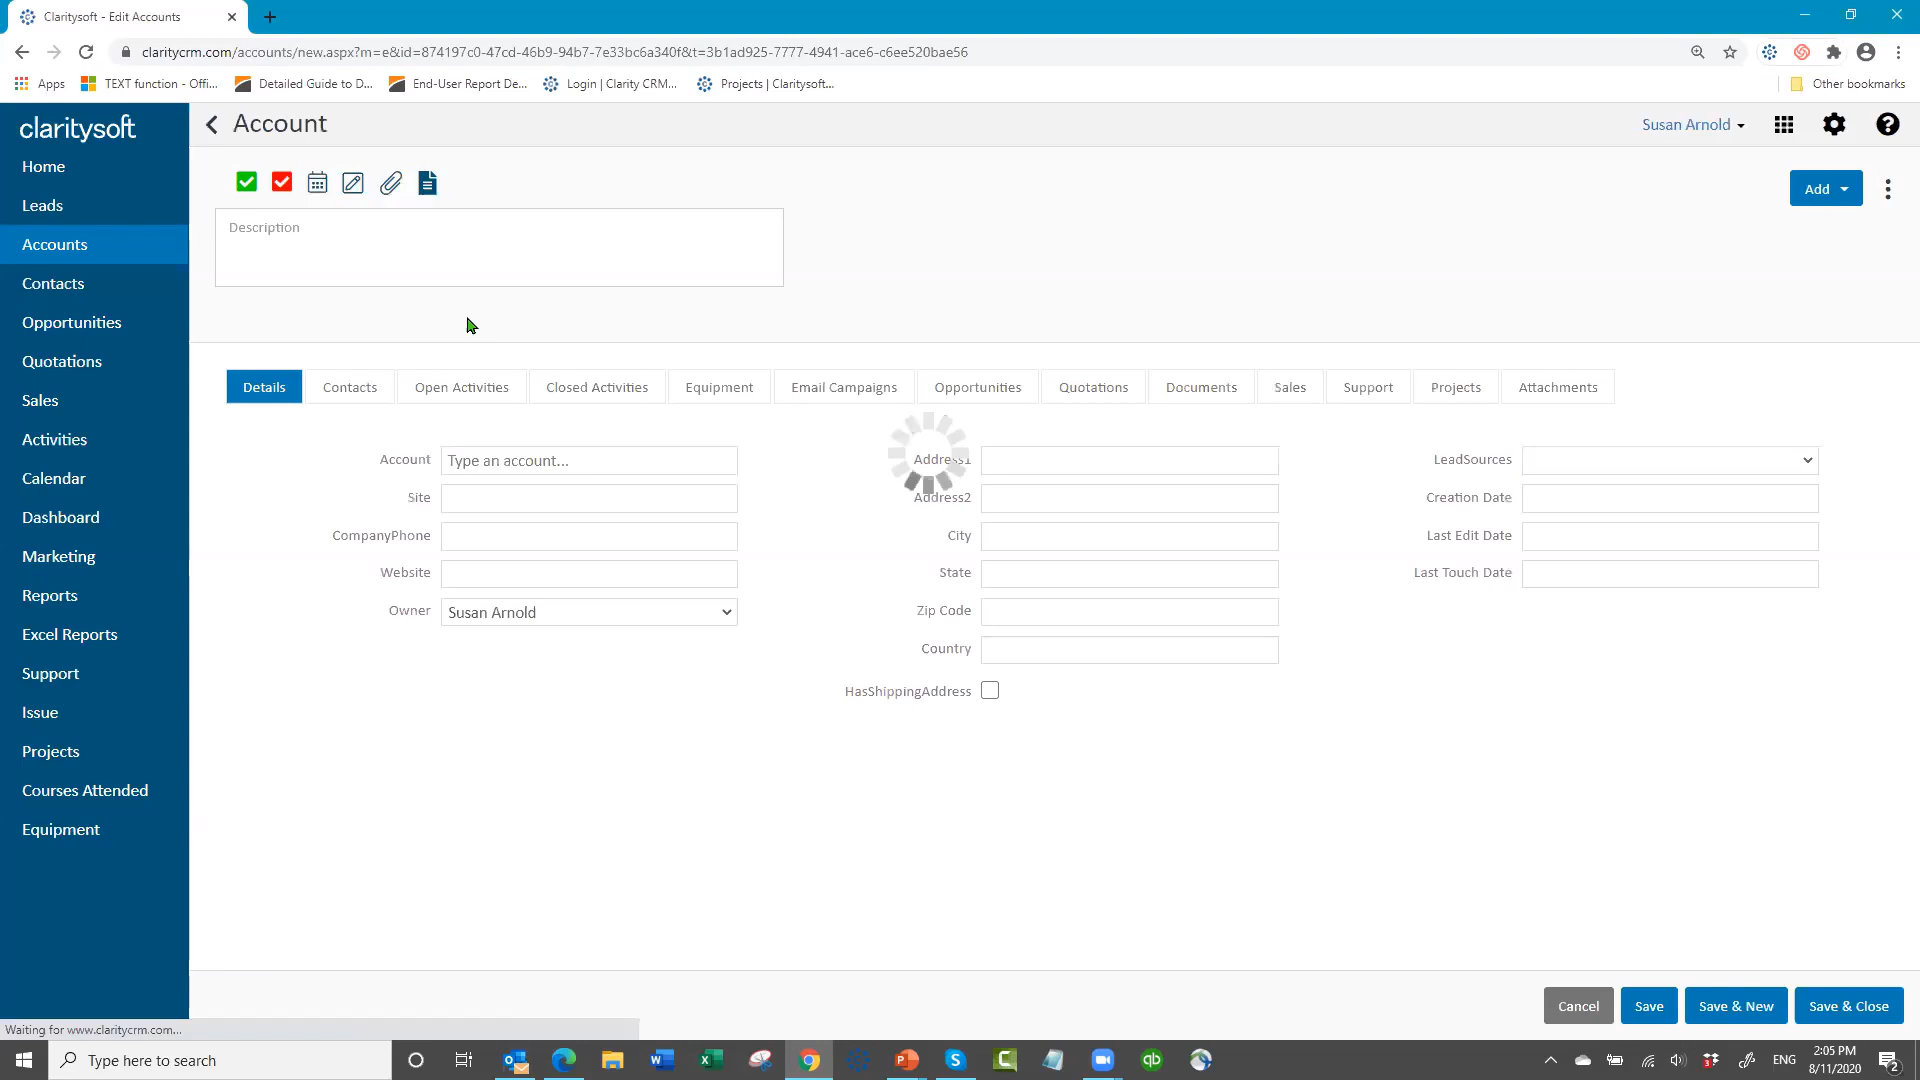 Claritysoft - Edit Accounts
claritycrm.com/accounts/new.aspx?m=e&id=874197c0-47cd-46b9-94b7-7e33bc6a340f&t=3b1ad925-7777-4941-ace6-c6ee520bae56
Apps
TEXT function - Offi...
Detailed Guide to D...
End-User Report De...
Login | Clarity CRM...
Projects | Claritysoft...
Other bookmarks
claritysoft
Account
Susan Arnold
Home
Leads
Accounts
Contacts
Opportunities
Quotations
Sales
Activities
Calendar
Dashboard
Marketing
Reports
Excel Reports
Support
Issue
Projects
Courses Attended
Equipment
Add
Description
Details
Contacts
Open Activities
Closed Activities
Equipment
Email Campaigns
Opportunities
Quotations
Documents
Sales
Support
Projects
Attachments
Account
Type an account...
Site
CompanyPhone
Website
Owner
Susan Arnold
Address1
Address2
City
State
Zip Code
Country
HasShippingAddress
LeadSources
Creation Date
Last Edit Date
Last Touch Date
Cancel
Save
Save & New
Save & Close
Waiting for www.claritycrm.com...
Type here to search
ENG
2:05 PM
8/11/2020
2